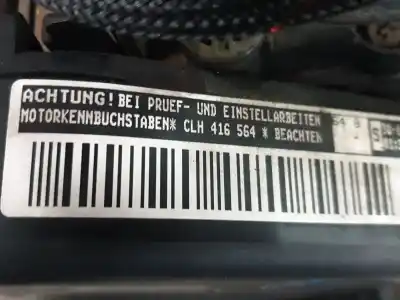 ACHTUNG! BEI PRUEF- UND EINSTELLARBEITEN
MOTORKENNBUCHSTABEN* CLH 416 564 * BEACHTEN